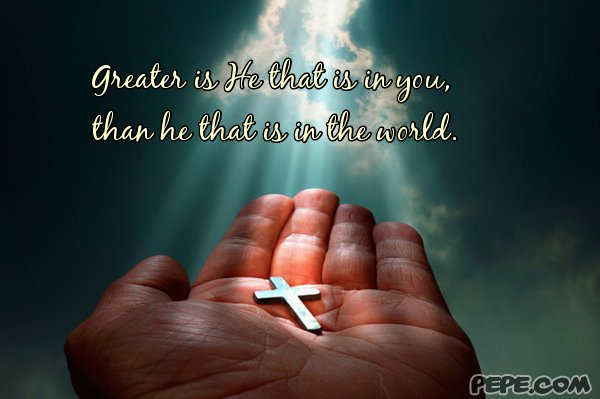 Greater is He that is in you,
than he that is in the world.
PEPE.COM